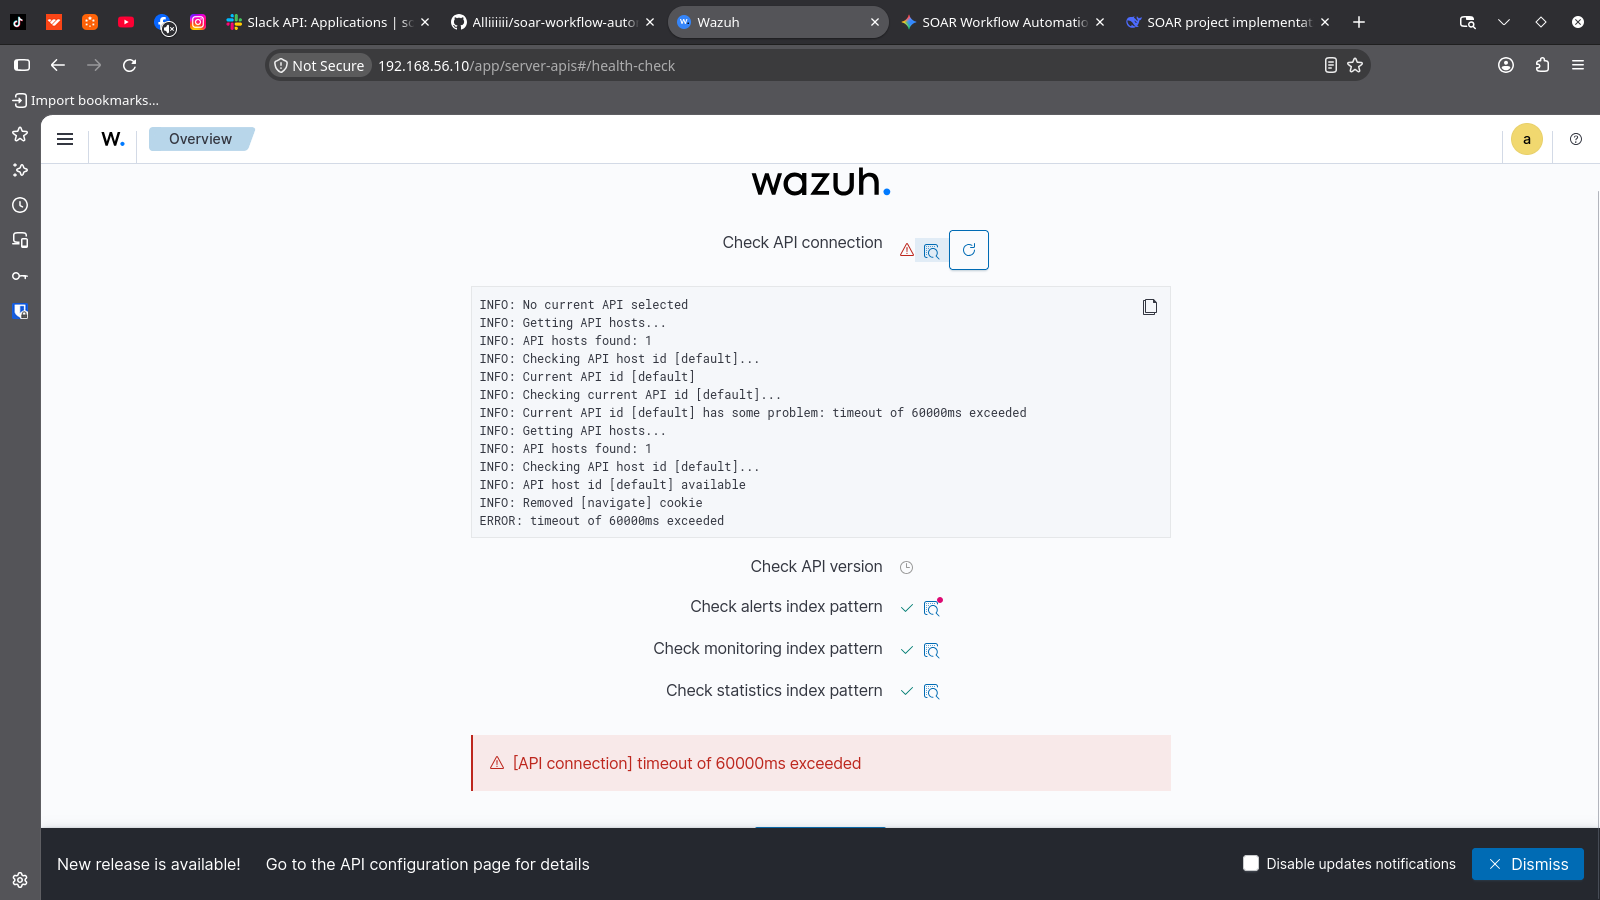 Slack API: Applications | sc
Alliiiiii/soar-workflow-auto
Wazuh
SOAR Workflow Automatio
SOAR project implementat
Not Secure
192.168.56.10/app/server-apis#/health-check
Import bookmarks...
W.
Overview
a
wazuh.
Check API connection
INFO: No current API selected
INFO: Getting API hosts...
INFO: API hosts found: 1
INFO: Checking API host id [default]...
INFO: Current API id [default]
INFO: Checking current API id [default]...
INFO: Current API id [default] has some problem: timeout of 60000ms exceeded
INFO: Getting API hosts...
INFO: API hosts found: 1
INFO: Checking API host id [default]...
INFO: API host id [default] available
INFO: Removed [navigate] cookie
ERROR: timeout of 60000ms exceeded
Check API version
Check alerts index pattern
Check monitoring index pattern
Check statistics index pattern
[API connection] timeout of 60000ms exceeded
New release is available!
Go to the API configuration page for details
Disable updates notifications
Dismiss